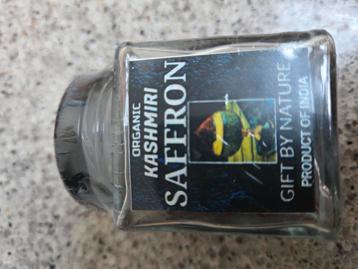 ORGANIC
KASHMIRI
SAFFRON
GIFT BY NATURE
PRODUCT OF INDIA